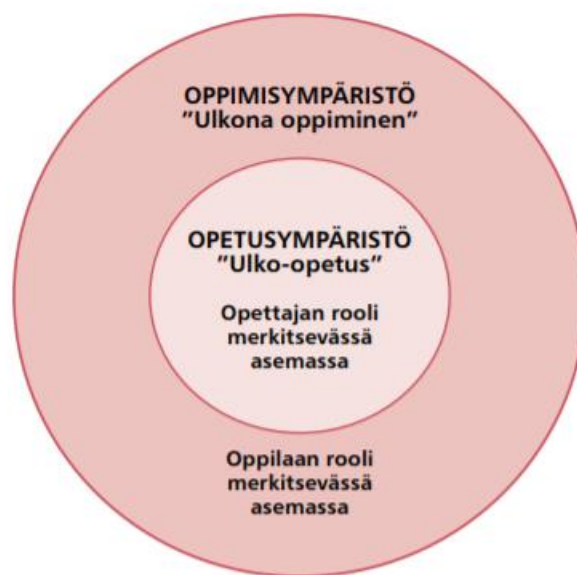 OPPIMISYMPÄRISTÖ
”Ulkona oppiminen”
OPETUSYMPÄRISTÖ
”Ulko-opetus”
Opettajan rooli
merkitsevässä
asemassa
Oppilaan rooli
merkitsevässä
asemassa